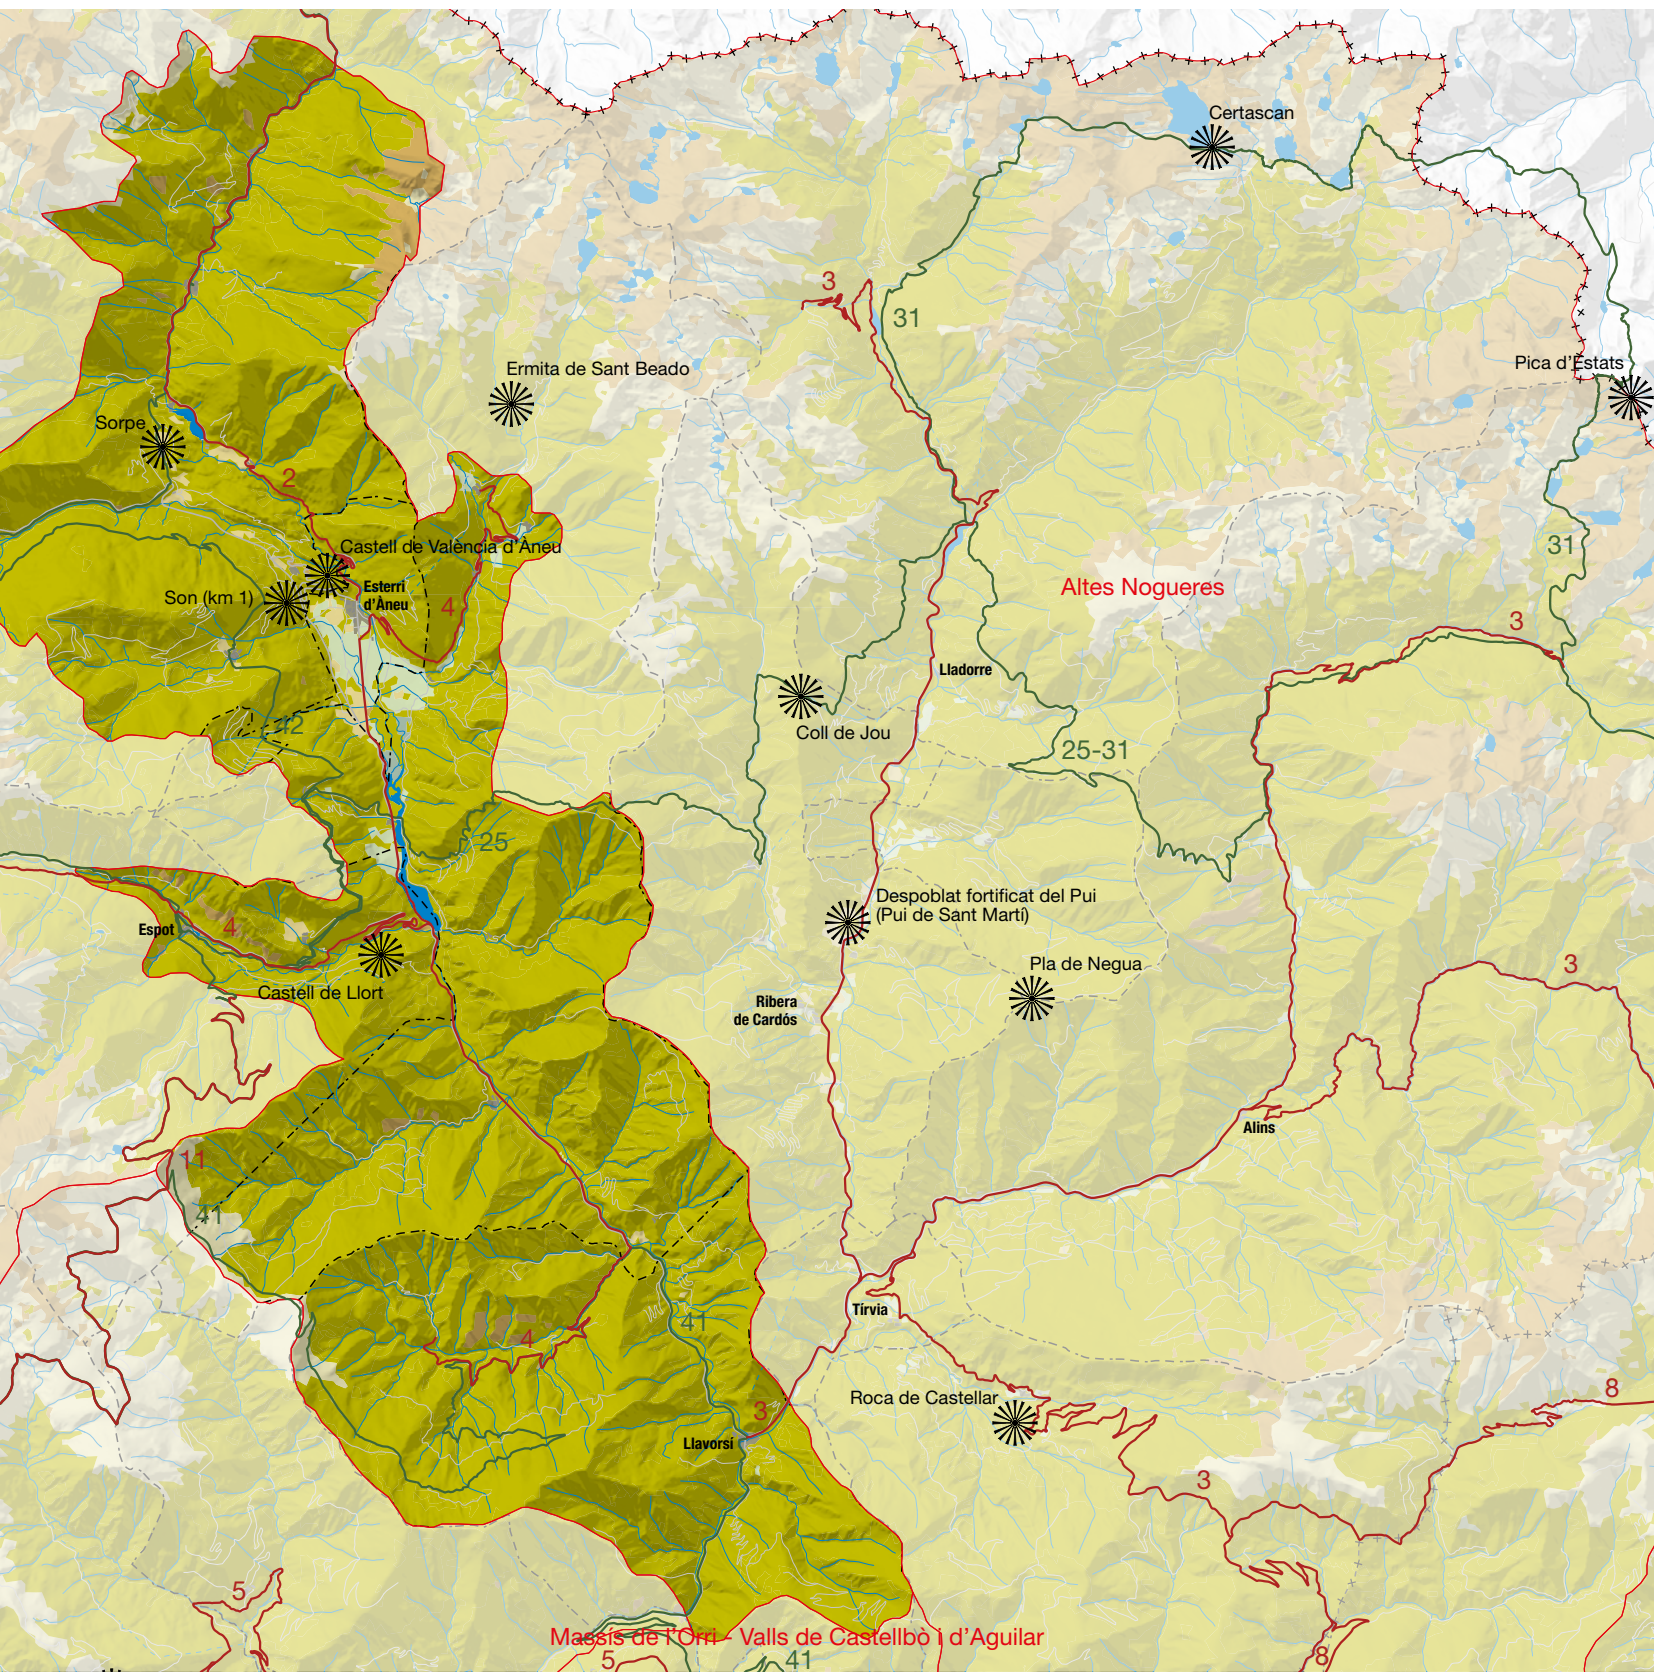 Certascan
3
31
Pica d'Estats
Ermita de Sant Beado
Sorpe
2
Castell de València d'Àneu
31
Son (km 1)
Esterri
d'Àneu
4
Altes Nogueres
3
Lladorre
42
Coll de Jou
25-31
25
Despoblat fortificat del Pui
(Pui de Sant Martí)
Espot
4
Pla de Negua
3
Castell de Llort
Ribera
de Cardós
Alins
11
41
Tírvia
41
4
8
Roca de Castellar
3
Llavorsí
3
5
Massís de l'Orri - Valls de Castellbò i d'Aguilar
5
41
8